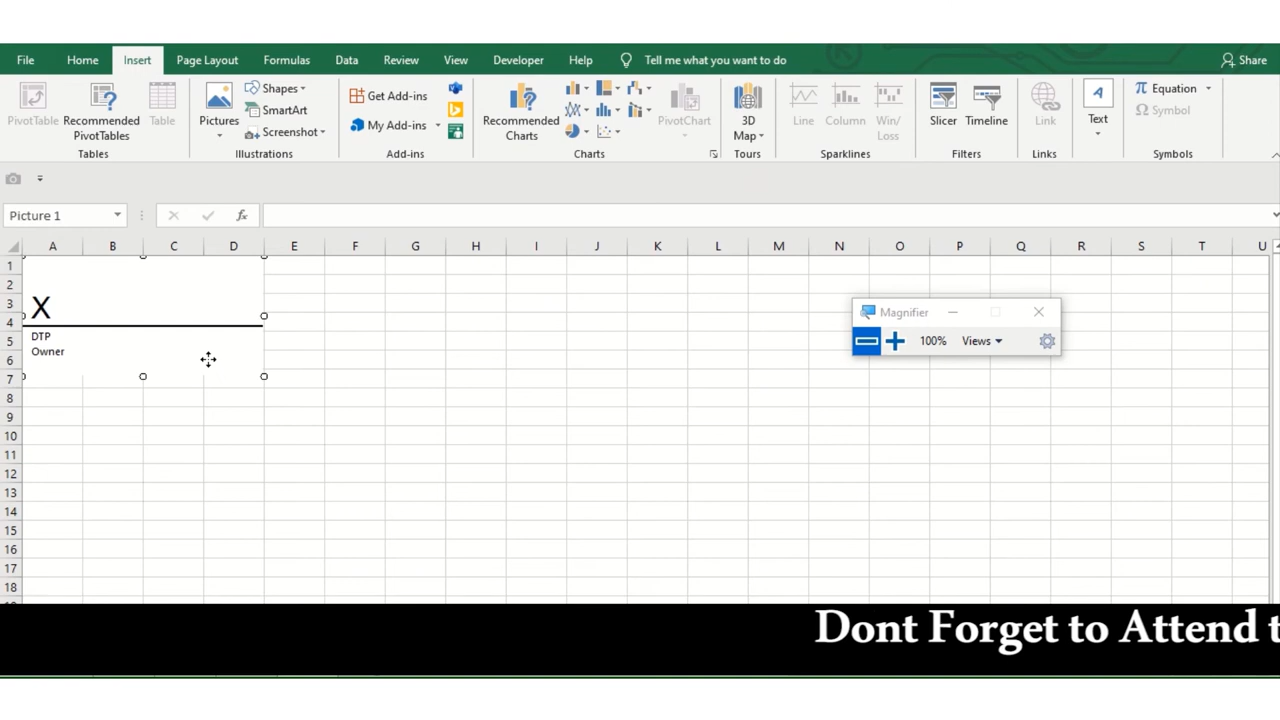 File Home Insert Page Layout Formulas Data Review View Developer Help Tell me what you want to do Share
PivotTable
Recommended
PivotTables
Table
Tables
Pictures
Shapes
SmartArt
Screenshot
Illustrations
Get Add-ins
My Add-ins
Add-ins
Recommended
Charts
PivotChart
Charts
3D
Map
Tours
Line
Column
Win/
Loss
Sparklines
Slicer
Timeline
Filters
Link
Links
A
Text
π Equation
Ω Symbol
Symbols
Picture 1
fx
A B C D E F G H I J K L M N O P Q R S T U
1
2
3
4
5
6
7
8
9
10
11
12
13
14
15
16
17
18
X
DTP
Owner
Magnifier
100% Views
Dont Forget to Attend t